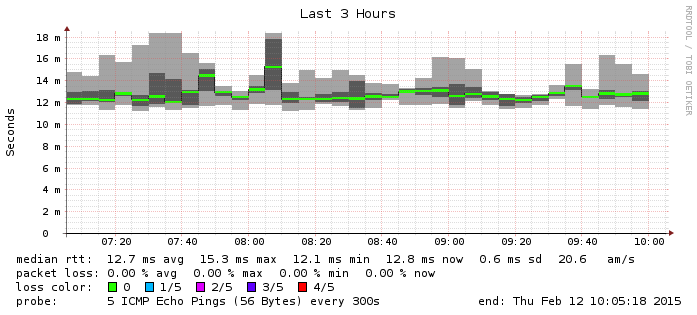 Last 3 Hours
RRDTOOL / TOBI OETIKER
Seconds
18 m
16 m
14 m
12 m
10 m
8 m
6 m
4 m
2 m
0
07:20 07:40 08:00 08:20 08:40 09:00 09:20 09:40 10:00
median rtt: 12.7 ms avg 15.3 ms max 12.1 ms min 12.8 ms now 0.6 ms sd 20.6 am/s
packet loss: 0.00 % avg 0.00 % max 0.00 % min 0.00 % now
loss color: 0 1/5 2/5 3/5 4/5
probe: 5 ICMP Echo Pings (56 Bytes) every 300s end: Thu Feb 12 10:05:18 2015